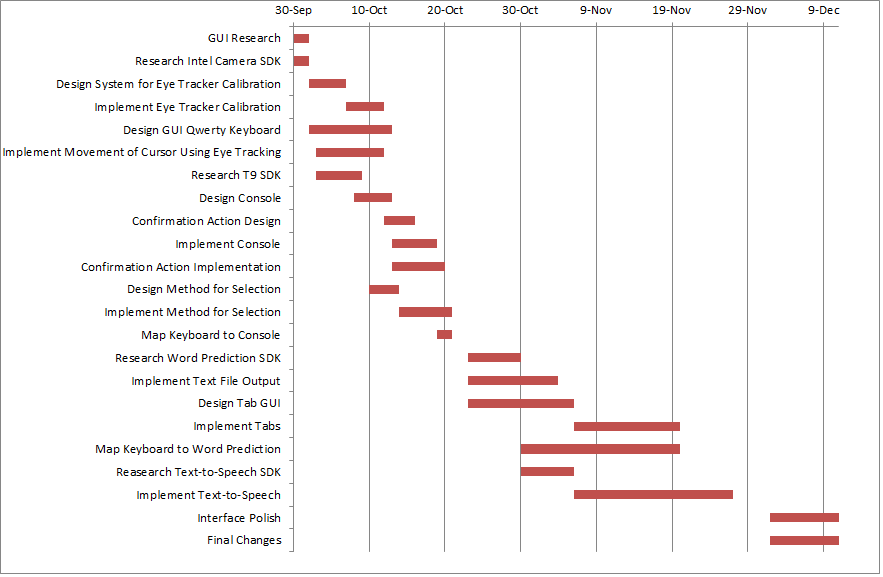 30-Sep 10-Oct 20-Oct 30-Oct 9-Nov 19-Nov 29-Nov 9-Dec
GUI Research
Research Intel Camera SDK
Design System for Eye Tracker Calibration
Implement Eye Tracker Calibration
Design GUI Qwerty Keyboard
Implement Movement of Cursor Using Eye Tracking
Research T9 SDK
Design Console
Confirmation Action Design
Implement Console
Confirmation Action Implementation
Design Method for Selection
Implement Method for Selection
Map Keyboard to Console
Research Word Prediction SDK
Implement Text File Output
Design Tab GUI
Implement Tabs
Map Keyboard to Word Prediction
Reasearch Text-to-Speech SDK
Implement Text-to-Speech
Interface Polish
Final Changes